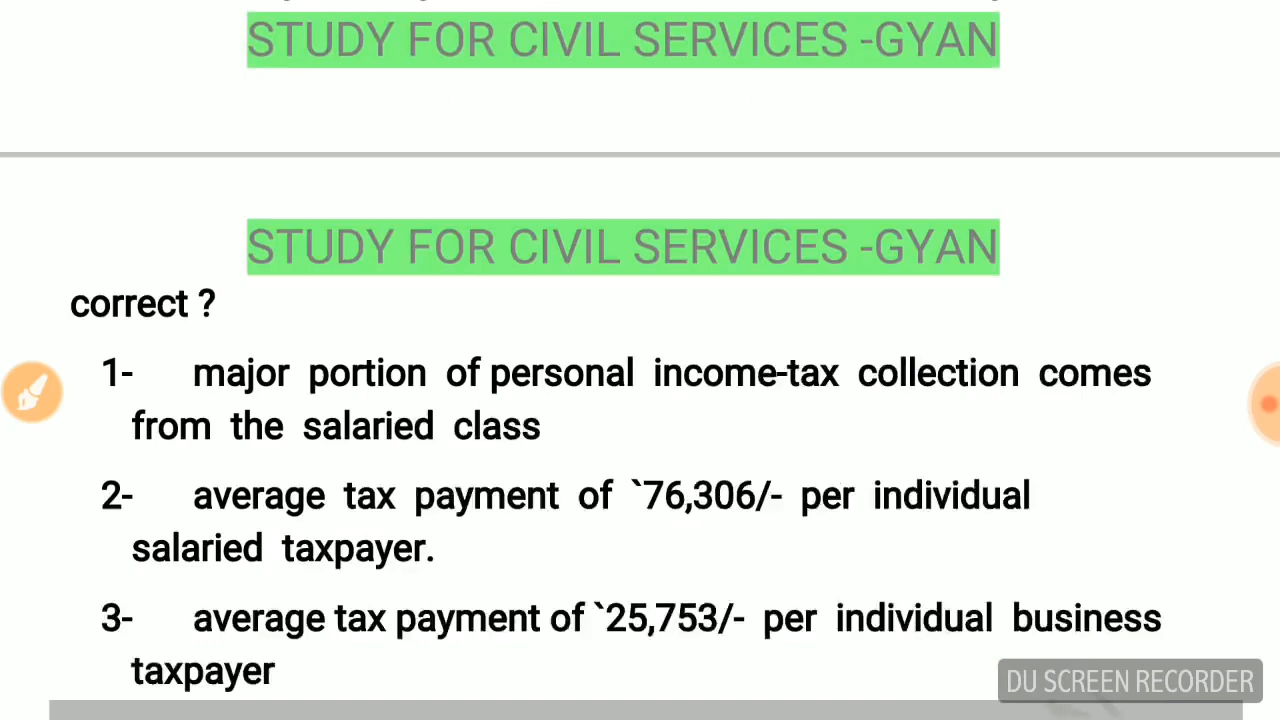 STUDY FOR CIVIL SERVICES -GYAN
STUDY FOR CIVIL SERVICES -GYAN
correct ?
1- major portion of personal income-tax collection comes
from the salaried class
2- average tax payment of `76,306/- per individual
salaried taxpayer.
3- average tax payment of `25,753/- per individual business
taxpayer
DU SCREEN RECORDER